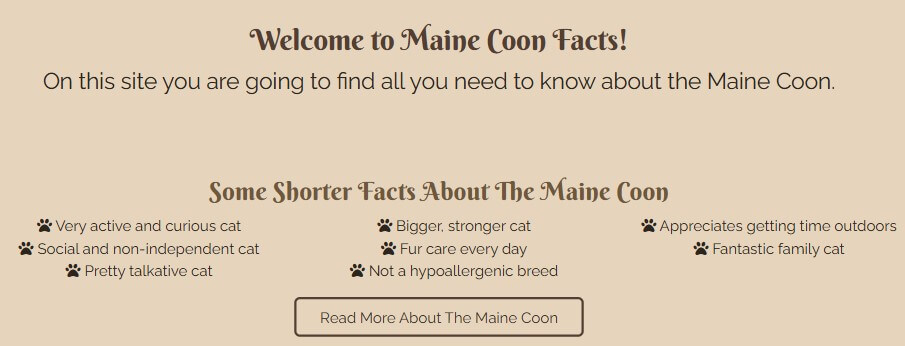 Welcome to Maine Coon Facts!
On this site you are going to find all you need to know about the Maine Coon.
Some Shorter Facts About The Maine Coon
Very active and curious cat
Social and non-independent cat
Pretty talkative cat
Bigger, stronger cat
Fur care every day
Not a hypoallergenic breed
Appreciates getting time outdoors
Fantastic family cat
Read More About The Maine Coon